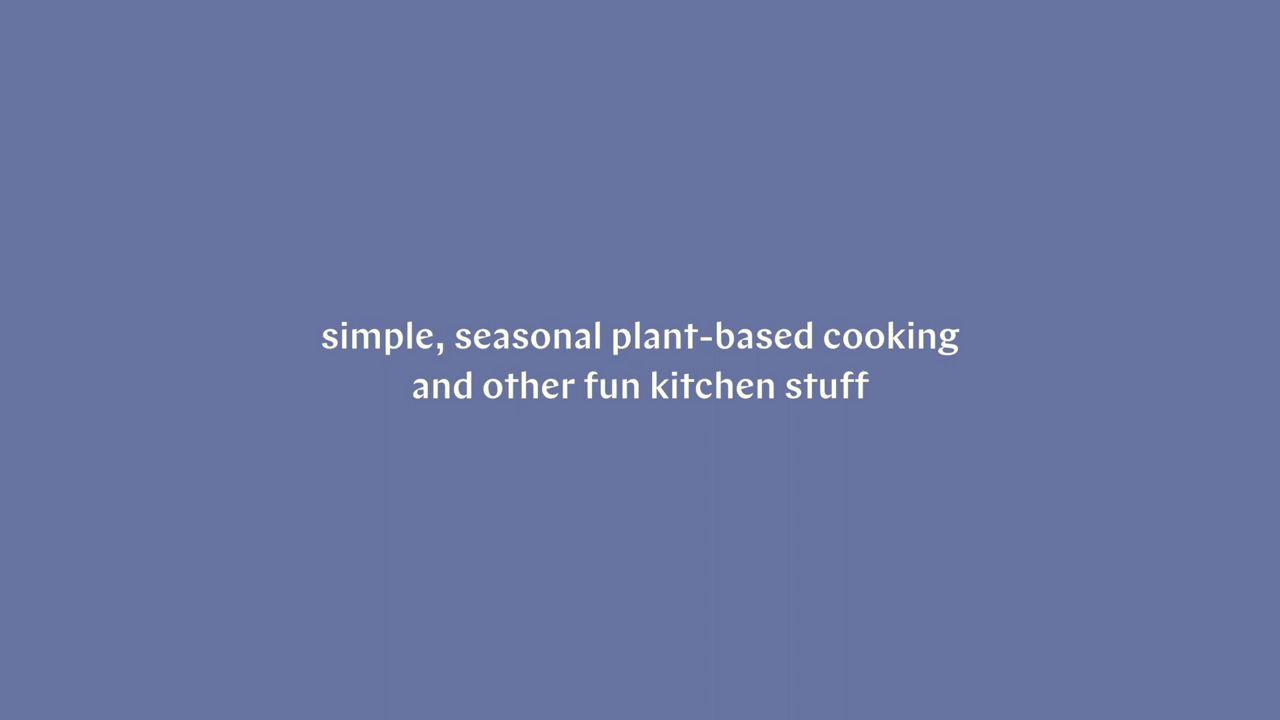 simple, seasonal plant-based cooking
and other fun kitchen stuff